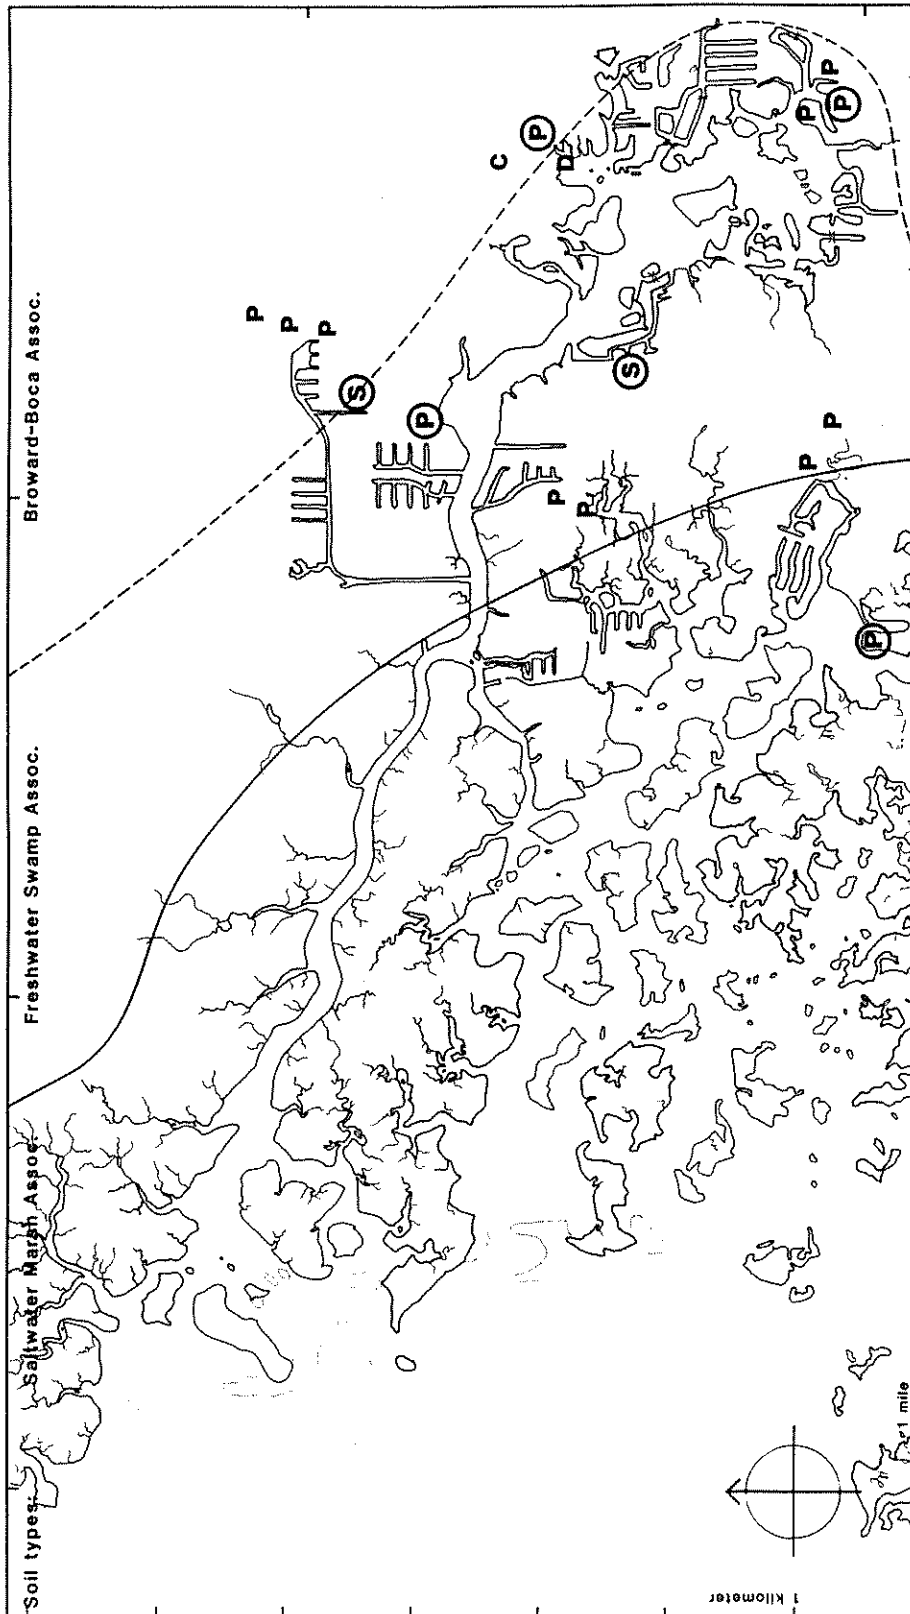 Soil types:
Saltwater Marsh Assoc.
Freshwater Swamp Assoc.
Broward-Boca Assoc.
P
P
P
S
P
C
P
D
S
P
P
P
P
P
P
P
P
1 kilometer
1 mile